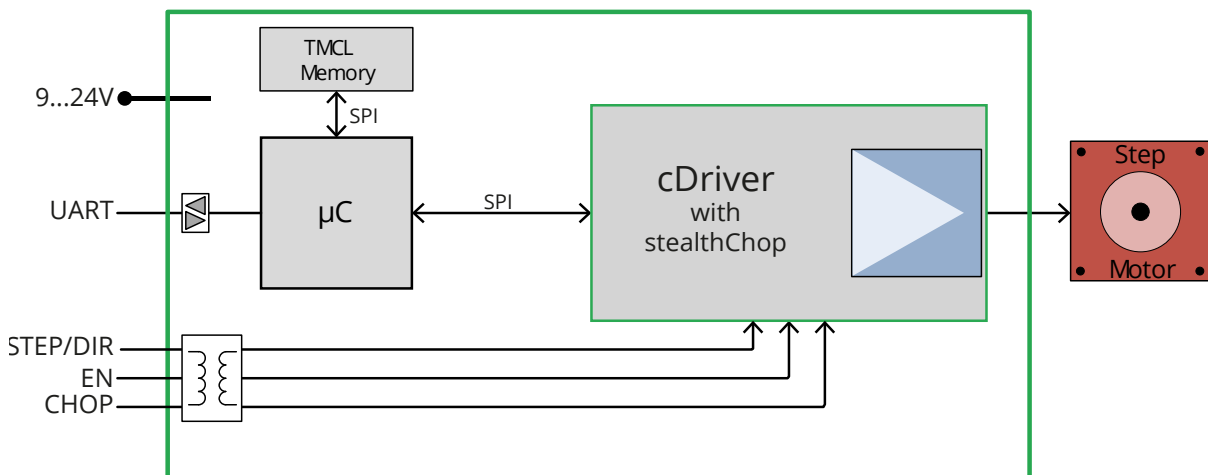 TMCL
Memory
9...24V
SPI
UART
µC
SPI
cDriver
with
stealthChop
Step
Motor
STEP/DIR
EN
CHOP